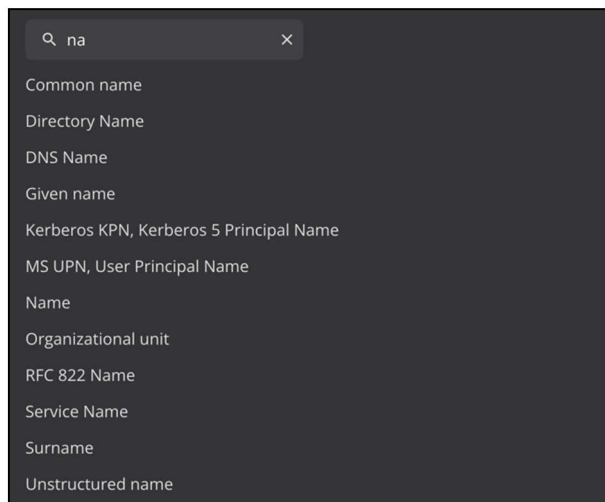 na
Common name
Directory Name
DNS Name
Given name
Kerberos KPN, Kerberos 5 Principal Name
MS UPN, User Principal Name
Name
Organizational unit
RFC 822 Name
Service Name
Surname
Unstructured name